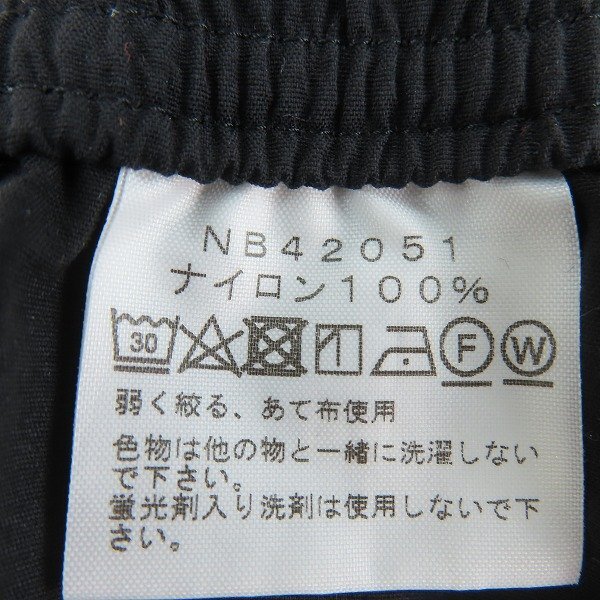 NB42051
ナイロン100%
30 F W
弱く絞る、あて布使用
色物は他の物と一緒に洗濯しない
で下さい。
蛍光剤入り洗剤は使用しないで下
さい。